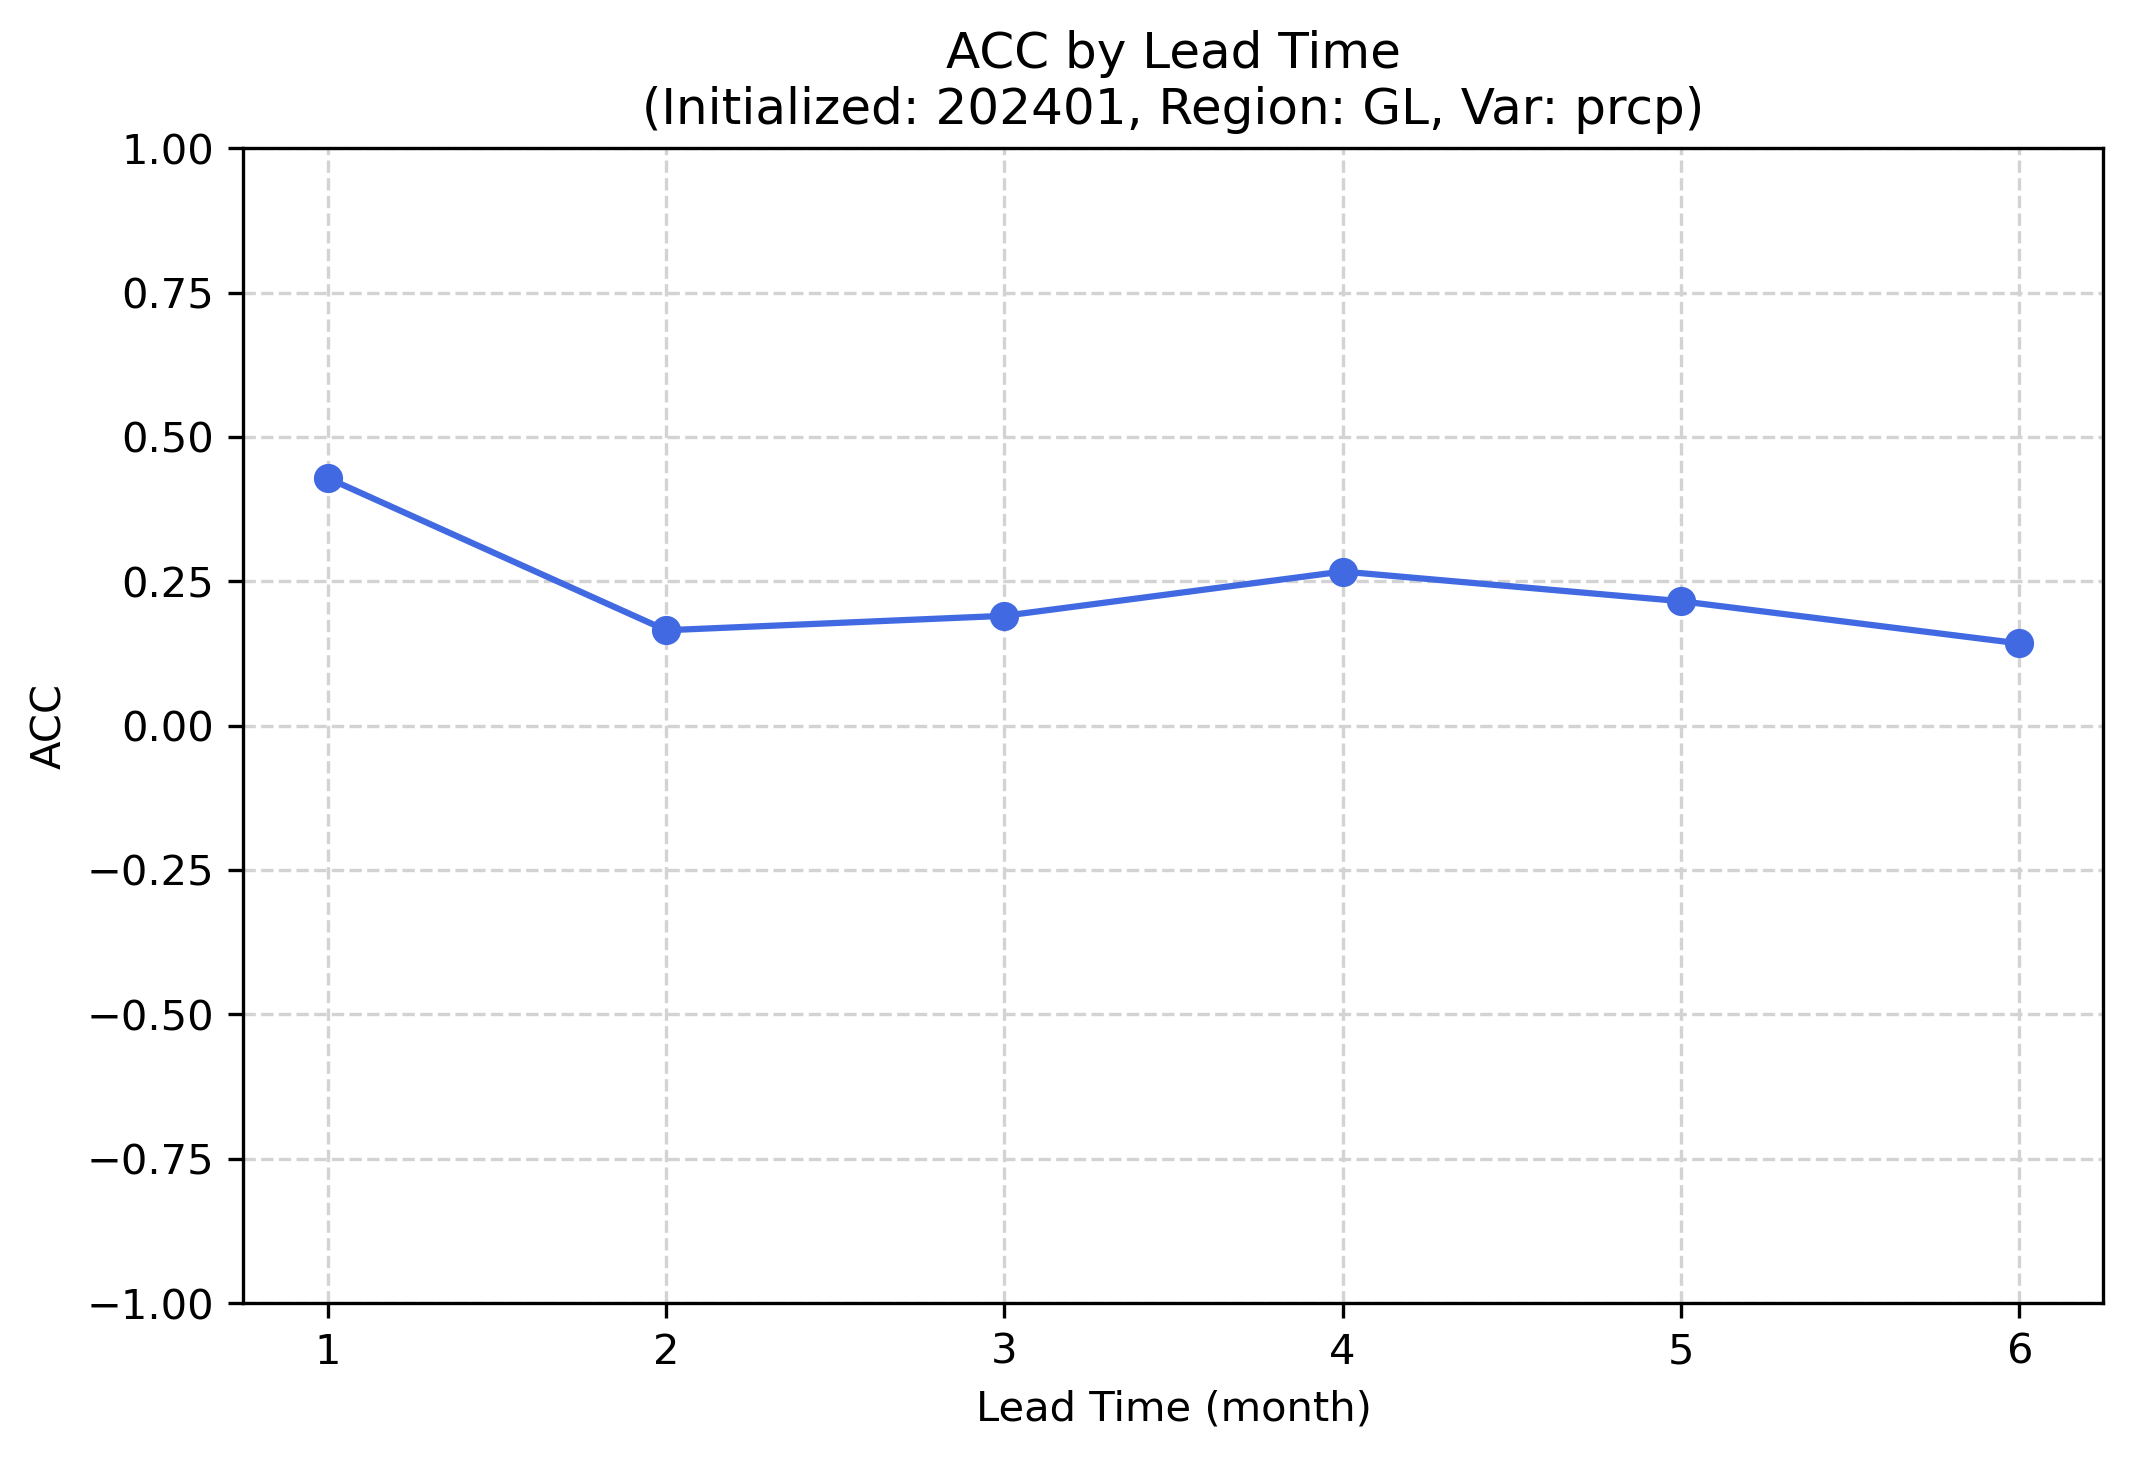 ACC by Lead Time
(Initialized: 202401, Region: GL, Var: prcp)
1.00
0.75
0.50
0.25
0.00
−0.25
−0.50
−0.75
−1.00
ACC
1 2 3 4 5 6
Lead Time (month)